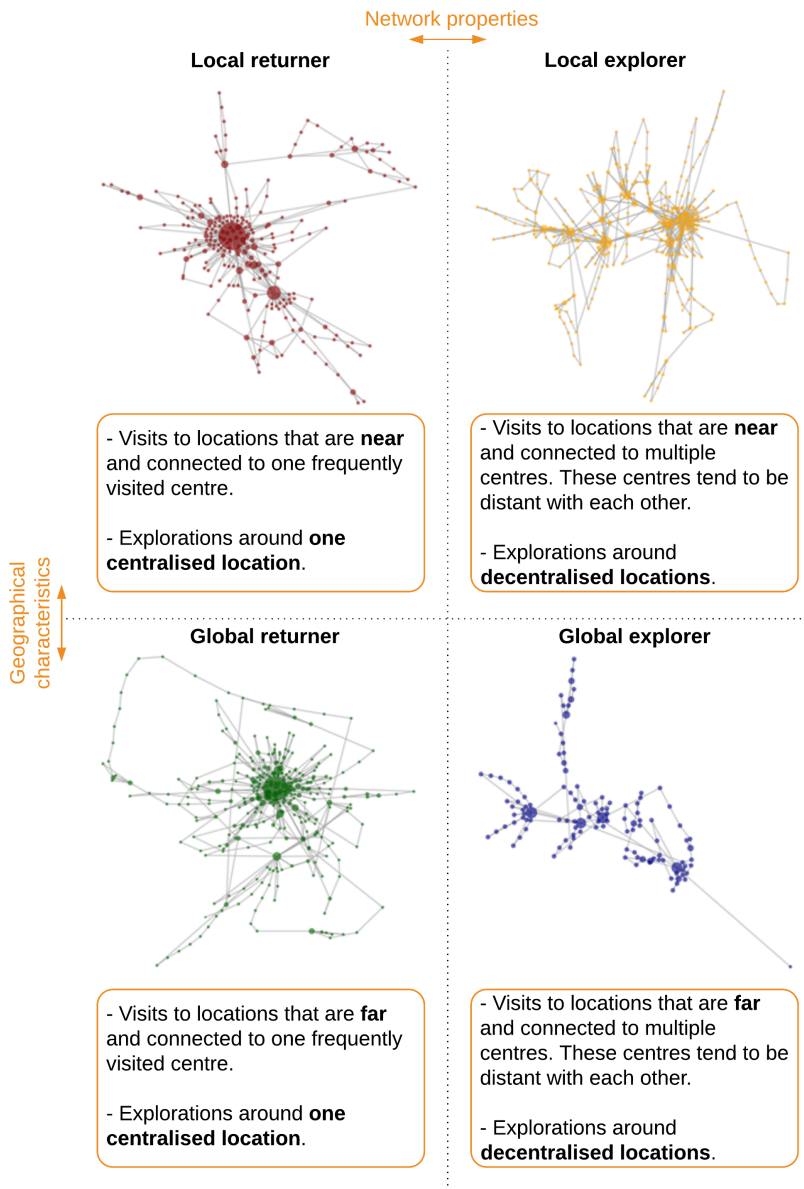 Network properties
Local returner
Local explorer
- Visits to locations that are near
and connected to one frequently
visited centre.
- Explorations around one
centralised location.
- Visits to locations that are near
and connected to multiple
centres. These centres tend to be
distant with each other.
- Explorations around
decentralised locations.
Geographical
characteristics
Global returner
Global explorer
- Visits to locations that are far
and connected to one frequently
visited centre.
- Explorations around one
centralised location.
- Visits to locations that are far
and connected to multiple
centres. These centres tend to be
distant with each other.
- Explorations around
decentralised locations.